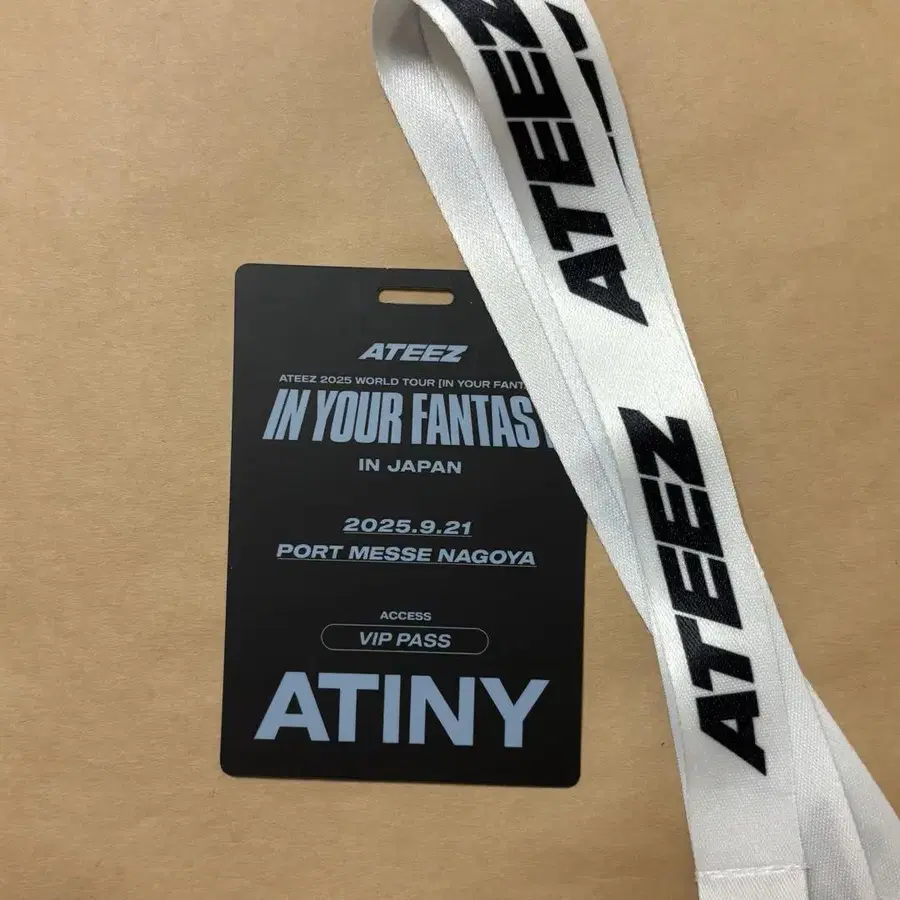 ATEEZ
ATEEZ 2025 WORLD TOUR [IN YOUR FANT
IN YOUR FANTAS
IN JAPAN
2025.9.21
PORT MESSE NAGOYA
ACCESS
VIP PASS
ATINY
ATEEZ
ATEEZ